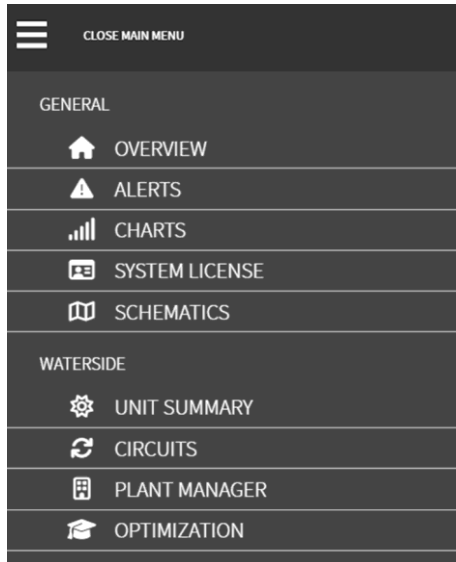 CLOSE MAIN MENU
GENERAL
OVERVIEW
ALERTS
CHARTS
SYSTEM LICENSE
SCHEMATICS
WATERSIDE
UNIT SUMMARY
CIRCUITS
PLANT MANAGER
OPTIMIZATION